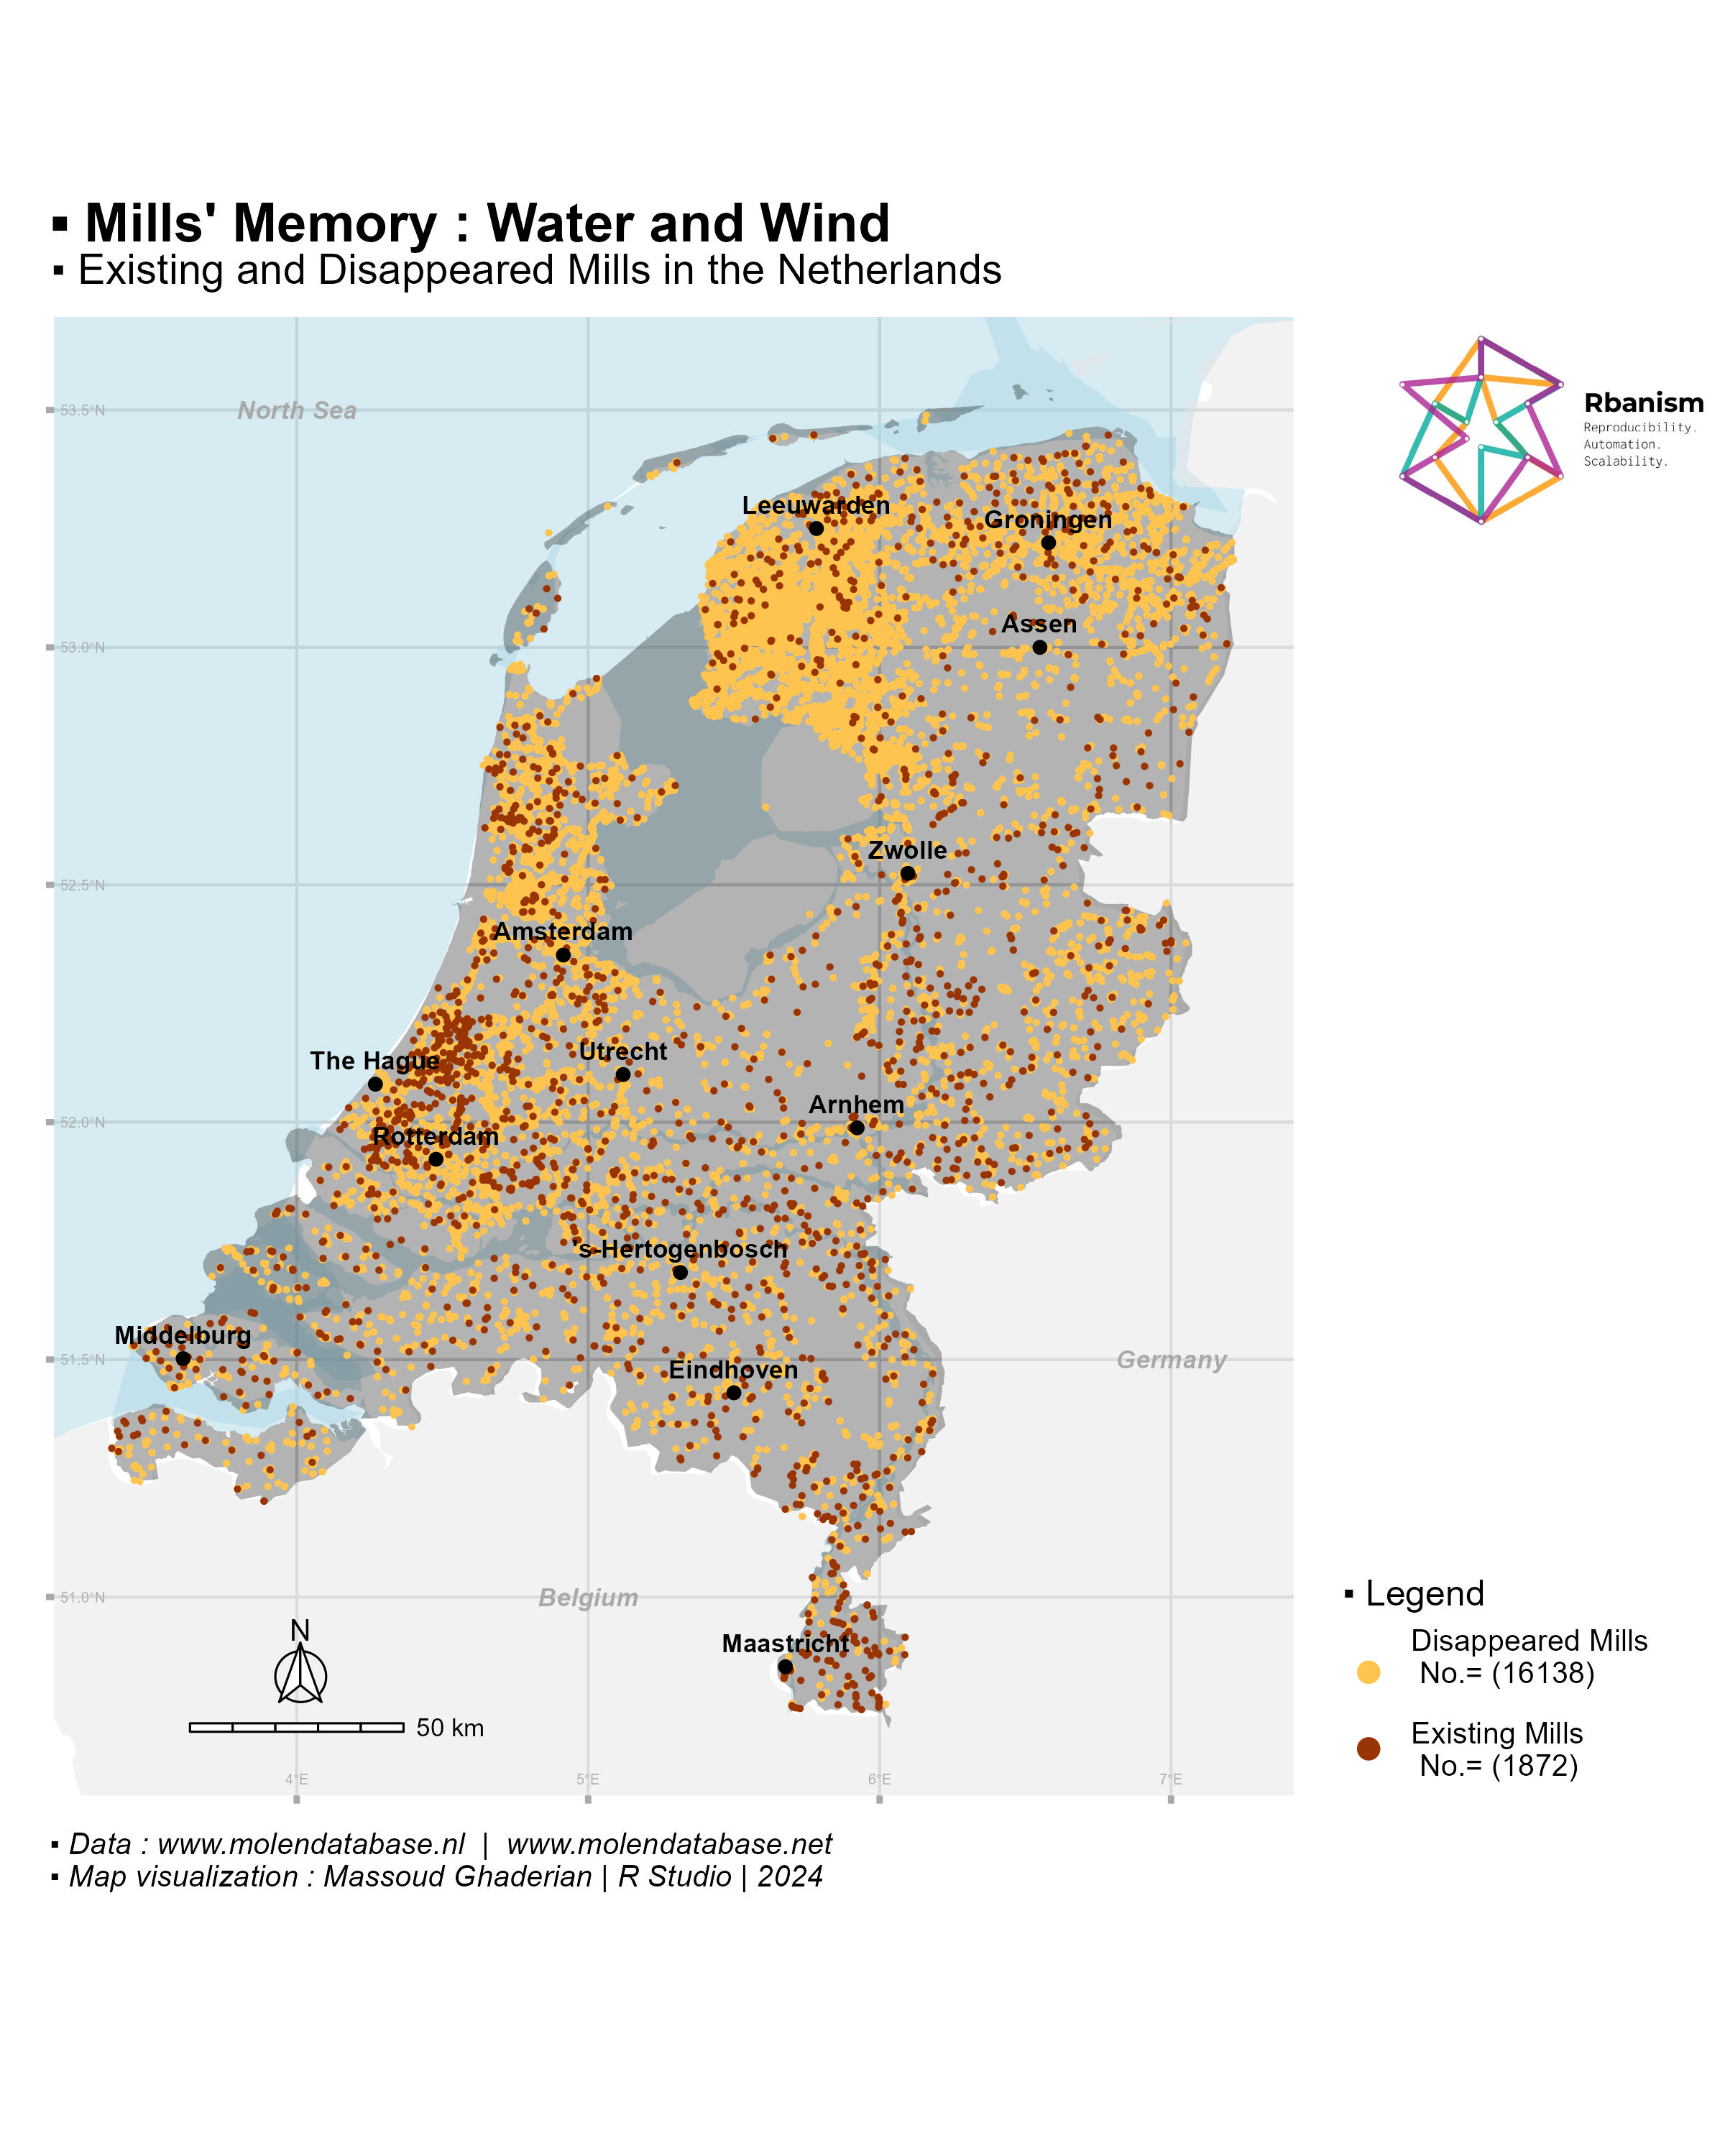 ▪ Mills' Memory : Water and Wind
▪ Existing and Disappeared Mills in the Netherlands
North Sea
53.5°N
Rbanism
Reproducibility.
Automation.
Scalability.
Leeuwarden
Groningen
Assen
53.0°N
Zwolle
52.5°N
Amsterdam
Utrecht
The Hague
Arnhem
52.0°N
Rotterdam
's-Hertogenbosch
Middelburg
51.5°N
Germany
Eindhoven
51.0°N
Belgium
Maastricht
N
50 km
4°E
5°E
6°E
7°E
▪ Legend
Disappeared Mills
No.= (16138)
Existing Mills
No.= (1872)
▪ Data : www.molendatabase.nl | www.molendatabase.net
▪ Map visualization : Massoud Ghaderian | R Studio | 2024